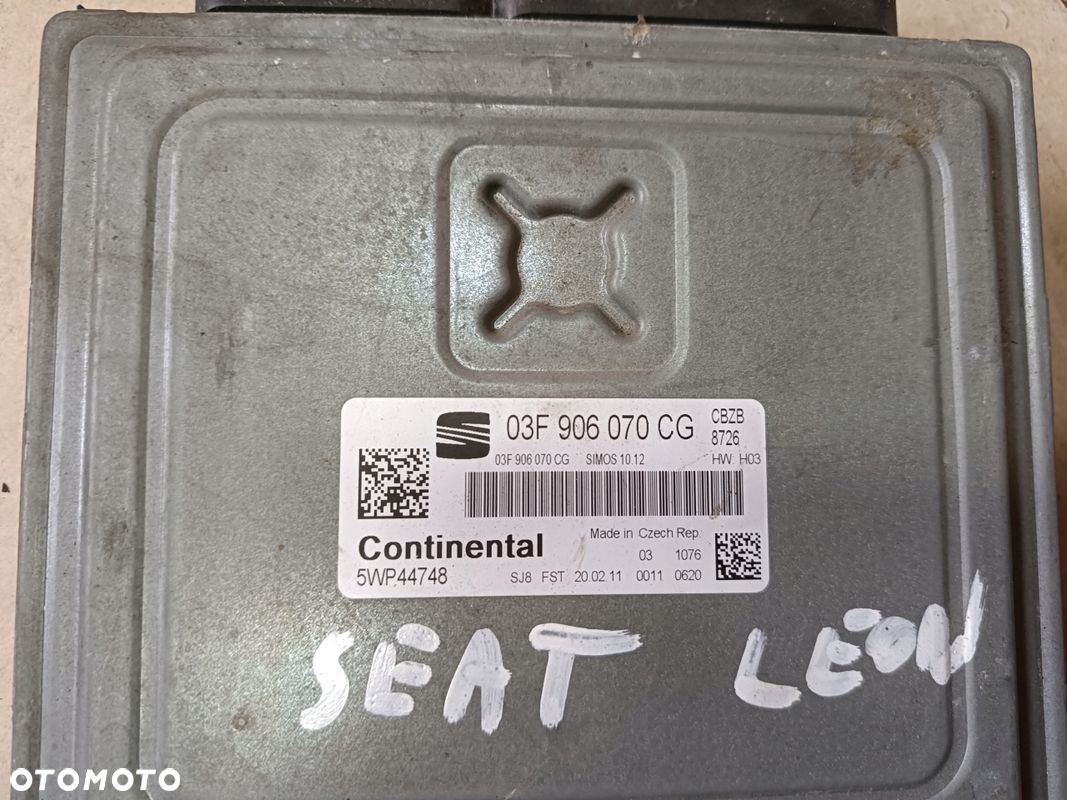 03F 906 070 CG CBZB
8726
03F 906 070 CG SIMOS 10.12 HW: H03
Continental Made in Czech Rep.
03 1076
5WP44748 SJ8 FST 20.02.11 0011 0620
SEAT LEON
OTOMOTO